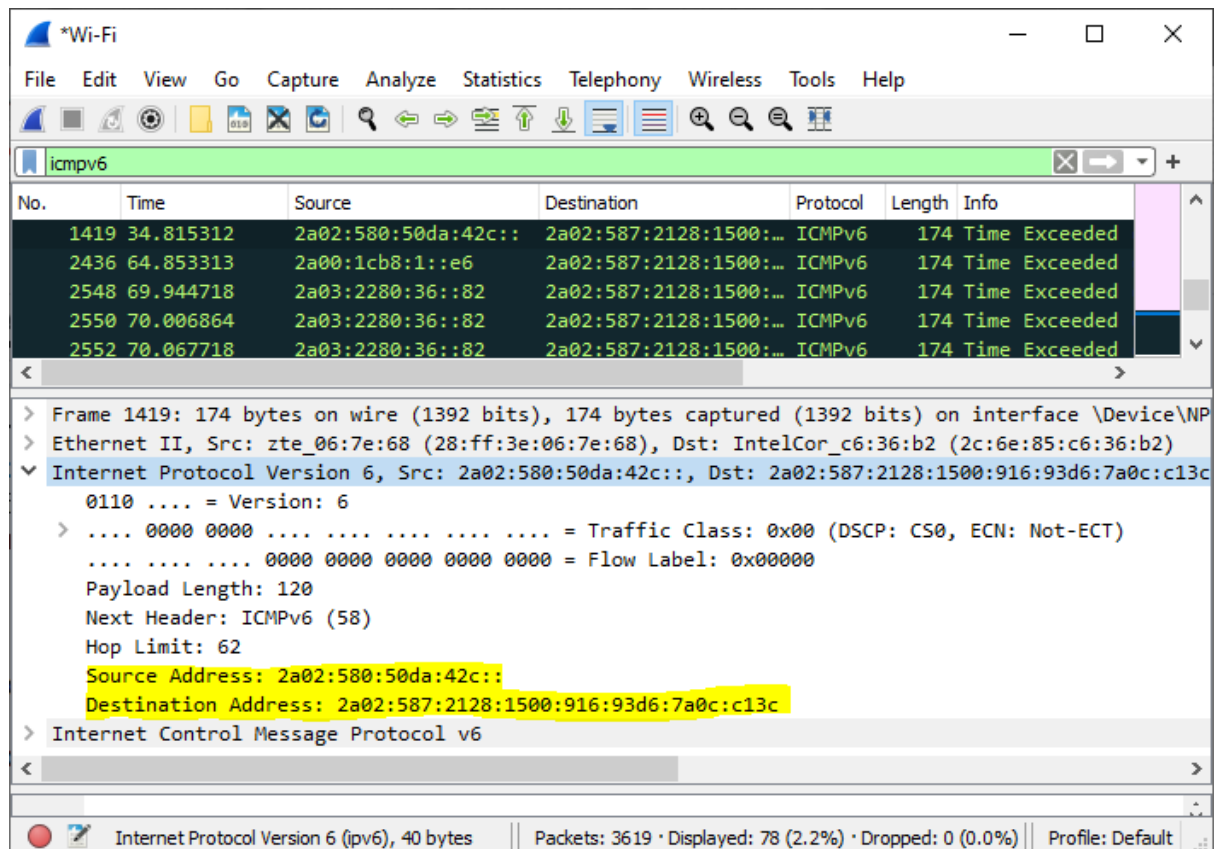 *Wi-Fi
File Edit View Go Capture Analyze Statistics Telephony Wireless Tools Help
icmpv6
No. Time Source Destination Protocol Length Info
1419 34.815312 2a02:580:50da:42c:: 2a02:587:2128:1500:… ICMPv6 174 Time Exceeded
2436 64.853313 2a00:1cb8:1::e6 2a02:587:2128:1500:… ICMPv6 174 Time Exceeded
2548 69.944718 2a03:2280:36::82 2a02:587:2128:1500:… ICMPv6 174 Time Exceeded
2550 70.006864 2a03:2280:36::82 2a02:587:2128:1500:… ICMPv6 174 Time Exceeded
2552 70.067718 2a03:2280:36::82 2a02:587:2128:1500:… ICMPv6 174 Time Exceeded
Frame 1419: 174 bytes on wire (1392 bits), 174 bytes captured (1392 bits) on interface \Device\NP
Ethernet II, Src: zte_06:7e:68 (28:ff:3e:06:7e:68), Dst: IntelCor_c6:36:b2 (2c:6e:85:c6:36:b2)
Internet Protocol Version 6, Src: 2a02:580:50da:42c::, Dst: 2a02:587:2128:1500:916:93d6:7a0c:c13c
0110 .... = Version: 6
.... 0000 0000 .... .... .... .... .... = Traffic Class: 0x00 (DSCP: CS0, ECN: Not-ECT)
.... .... .... 0000 0000 0000 0000 0000 = Flow Label: 0x00000
Payload Length: 120
Next Header: ICMPv6 (58)
Hop Limit: 62
Source Address: 2a02:580:50da:42c::
Destination Address: 2a02:587:2128:1500:916:93d6:7a0c:c13c
Internet Control Message Protocol v6
Internet Protocol Version 6 (ipv6), 40 bytes Packets: 3619 · Displayed: 78 (2.2%) · Dropped: 0 (0.0%) Profile: Default